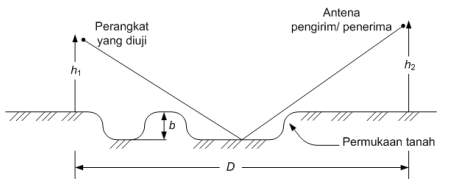 Perangkat
yang diuji
Antena
pengirim/ penerima
h1
h2
b
Permukaan tanah
D